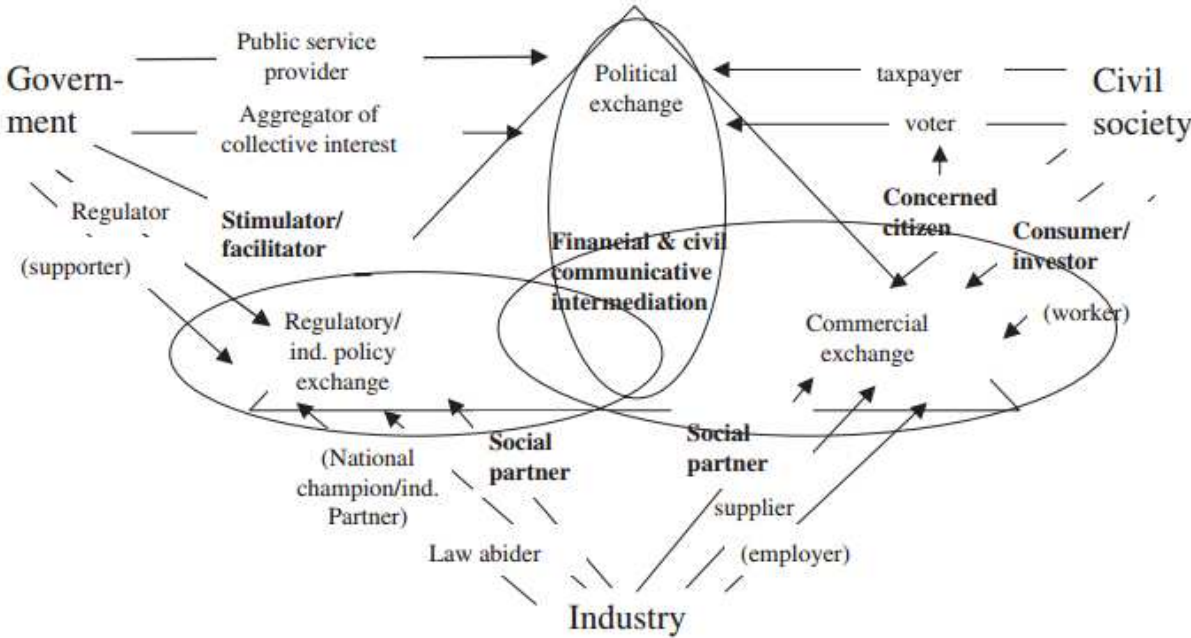 Public service
provider
Govern-
ment
Political
exchange
taxpayer
Civil
society
Aggregator of
collective interest
voter
Regulator
Stimulator/
facilitator
Concerned
citizen
Consumer/
investor
(supporter)
Financial & civil
communicative
intermediation
(worker)
Regulatory/
ind. policy
exchange
Commercial
exchange
(National
champion/ind.
Partner)
Social
partner
Social
partner
supplier
Law abider
(employer)
Industry